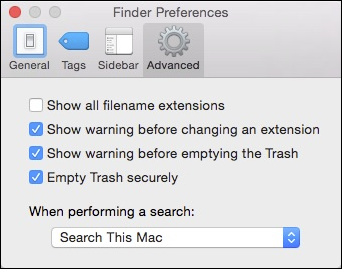 Finder Preferences
General Tags Sidebar Advanced
Show all filename extensions
Show warning before changing an extension
Show warning before emptying the Trash
Empty Trash securely
When performing a search:
Search This Mac